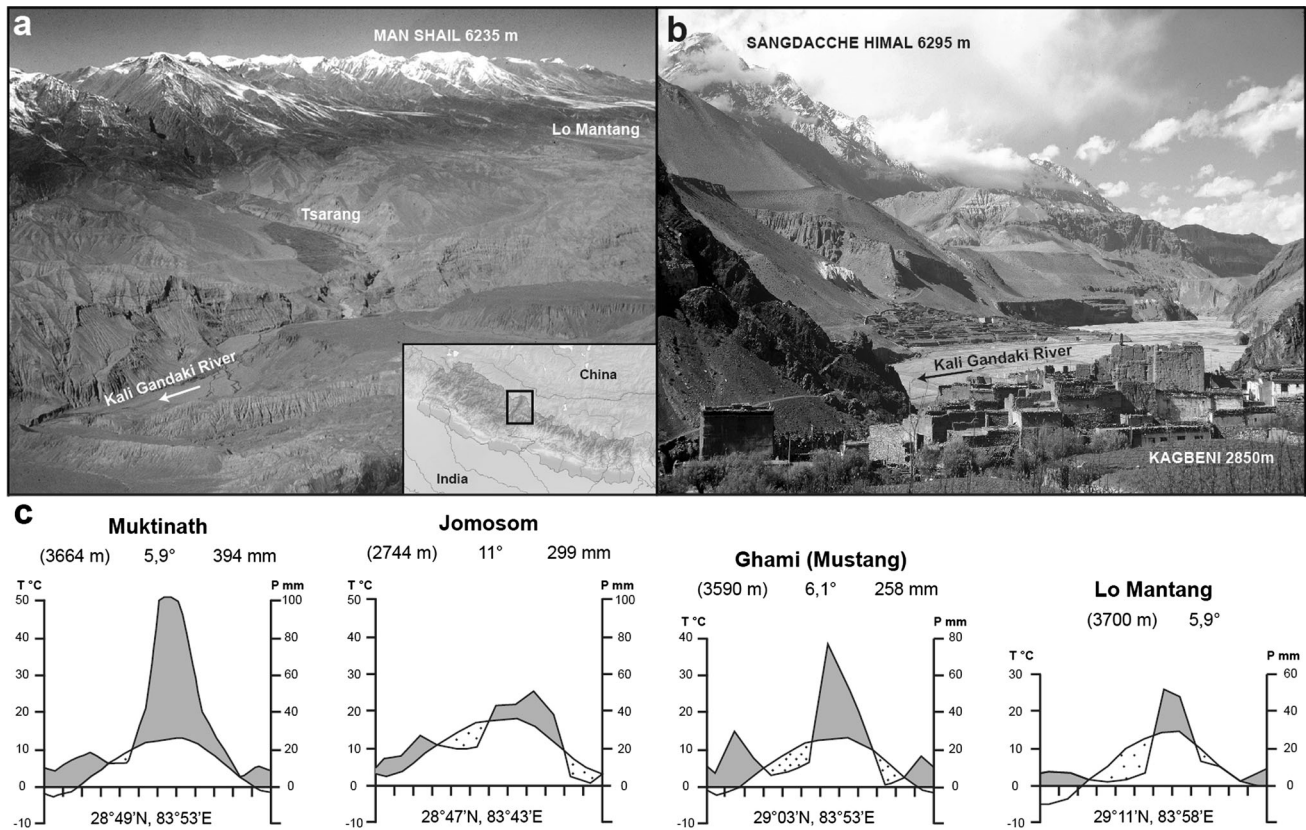 a
MAN SHAIL 6235 m
Lo Mantang
Tsarang
Kali Gandaki River
China
India
b
SANGDACCHE HIMAL 6295 m
Kali Gandaki River
KAGBENI 2850m
c
Muktinath
(3664 m) 5,9° 394 mm
T °C P mm
50 100
40 80
30 60
20 40
10 20
0 0
-10
28°49'N, 83°53'E
Jomosom
(2744 m) 11° 299 mm
T °C P mm
50 100
40 80
30 60
20 40
10 20
0 0
-10
28°47'N, 83°43'E
Ghami (Mustang)
(3590 m) 6,1° 258 mm
T °C P mm
40 80
30 60
20 40
10 20
0 0
-10
29°03'N, 83°53'E
Lo Mantang
(3700 m) 5,9°
T °C P mm
30 60
20 40
10 20
0 0
-10
29°11'N, 83°58'E